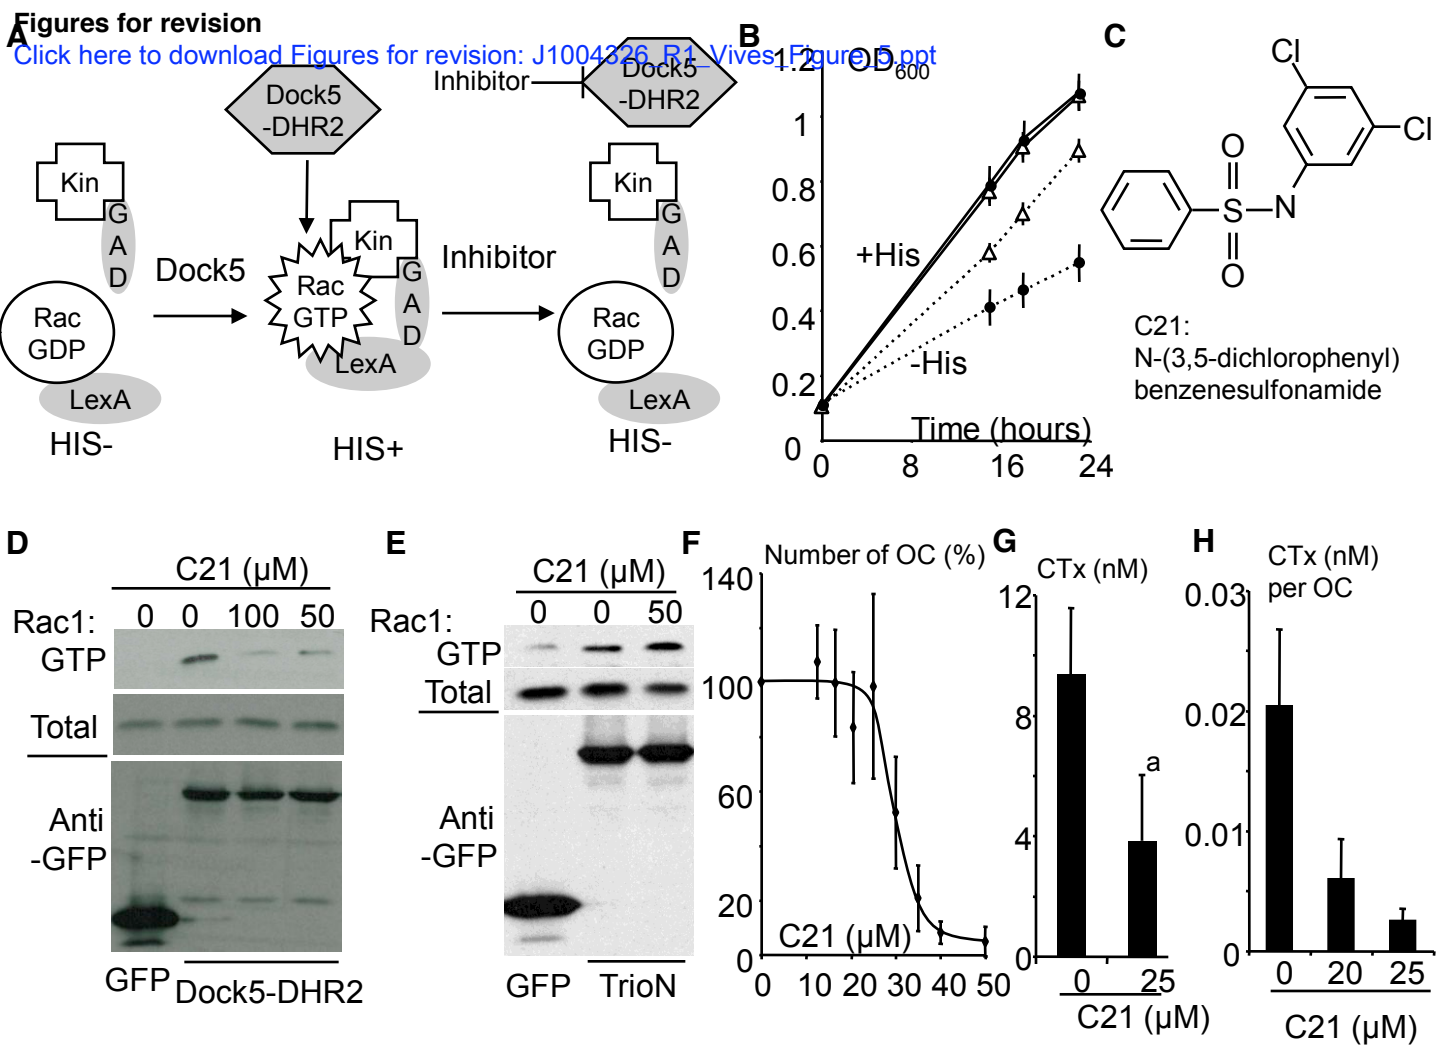 Figures for revision
Click here to download Figures for revision: J1004326_R1_Vives_Figure_5.ppt
A
Dock5
-DHR2
Inhibitor
Dock5
-DHR2
Kin
G
A
D
Rac
GDP
LexA
HIS-
Dock5
Kin
Rac
GTP
G
A
D
LexA
HIS+
Inhibitor
Kin
G
A
D
Rac
GDP
LexA
HIS-
B
OD600
1.2
1
0.8
0.6
0.4
0.2
0
+His
-His
Time (hours)
0 8 16 24
C
Cl
Cl
O
S N
O
C21:
N-(3,5-dichlorophenyl)
benzenesulfonamide
D
C21 (µM)
Rac1: 0 0 100 50
GTP
Total
Anti
-GFP
GFP Dock5-DHR2
E
C21 (µM)
Rac1: 0 0 50
GTP
Total
Anti
-GFP
GFP TrioN
F
Number of OC (%)
140
100
60
20
0
C21 (µM)
0 10 20 30 40 50
G
CTx (nM)
12
8
4
0
a
0 25
C21 (µM)
H
CTx (nM)
per OC
0.03
0.02
0.01
0
0 20 25
C21 (µM)